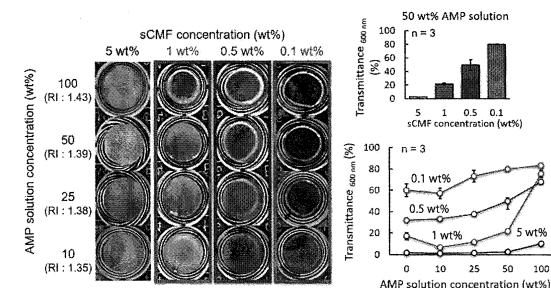 sCMF concentration (wt%)
5 wt% 1 wt% 0.5 wt% 0.1 wt%
AMP solution concentration (wt%)
100
(RI : 1.43)
50
(RI : 1.39)
25
(RI : 1.38)
10
(RI : 1.35)
50 wt% AMP solution
n = 3
Transmittance 600 nm
(%)
100
80
60
40
20
0
5 1 0.5 0.1
sCMF concentration (wt%)
n = 3
Transmittance 600 nm (%)
100
80
60
40
20
0
0.1 wt%
0.5 wt%
1 wt%
5 wt%
0 10 25 50 100
AMP solution concentration (wt%)